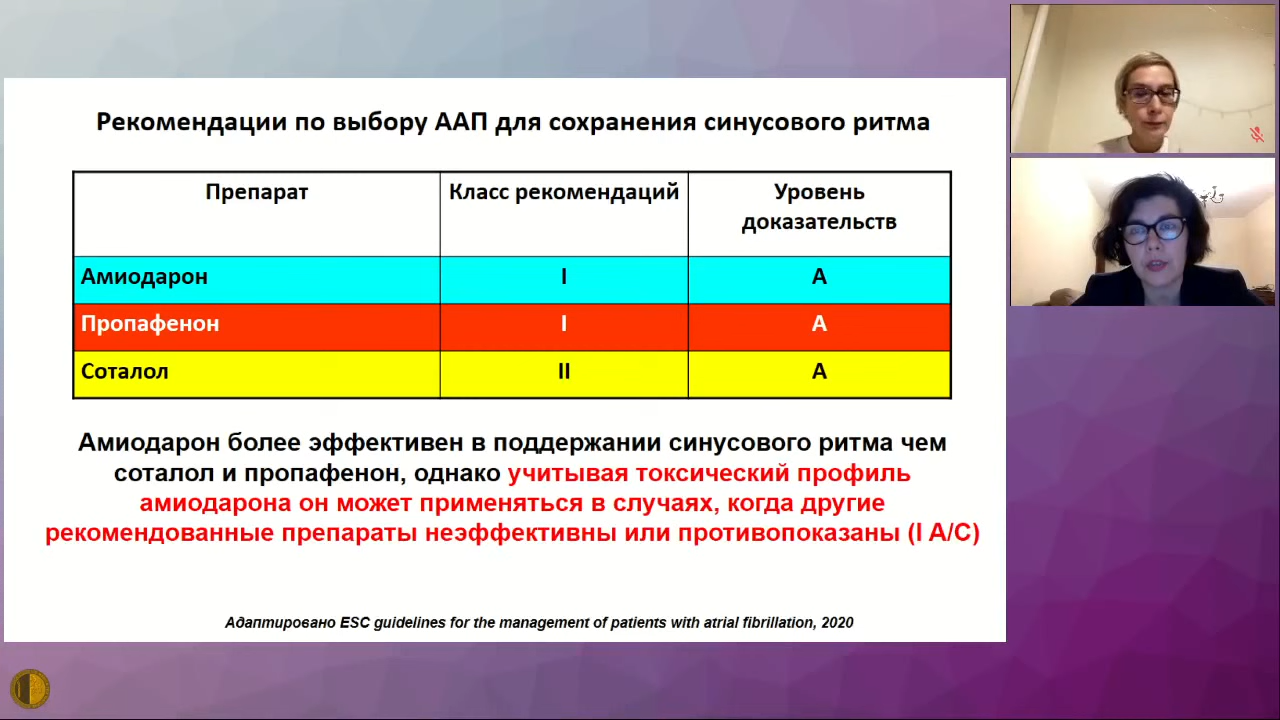 Рекомендации по выбору ААП для сохранения синусового ритма
Препарат
Класс рекомендаций
Уровень
доказательств
Амиодарон
I
A
Пропафенон
I
A
Соталол
II
A
Амиодарон более эффективен в поддержании синусового ритма чем
соталол и пропафенон, однако учитывая токсический профиль
амиодарона он может применяться в случаях, когда другие
рекомендованные препараты неэффективны или противопоказаны (I A/C)
Адаптировано ESC guidelines for the management of patients with atrial fibrillation, 2020